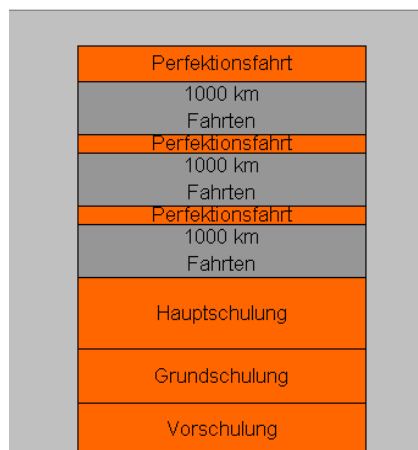 Perfektionsfahrt
1000 km
Fahrten
Perfektionsfahrt
1000 km
Fahrten
Perfektionsfahrt
1000 km
Fahrten
Hauptschulung
Grundschulung
Vorschulung